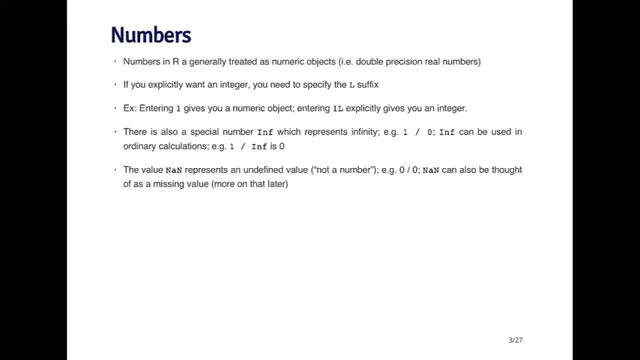 Numbers
· Numbers in R a generally treated as numeric objects (i.e. double precision real numbers)
· If you explicitly want an integer, you need to specify the L suffix
· Ex: Entering 1 gives you a numeric object; entering 1L explicitly gives you an integer.
· There is also a special number Inf which represents infinity; e.g. 1 / 0; Inf can be used in
ordinary calculations; e.g. 1 / Inf is 0
· The value NaN represents an undefined value (“not a number”); e.g. 0 / 0; NaN can also be thought
of as a missing value (more on that later)
3/27